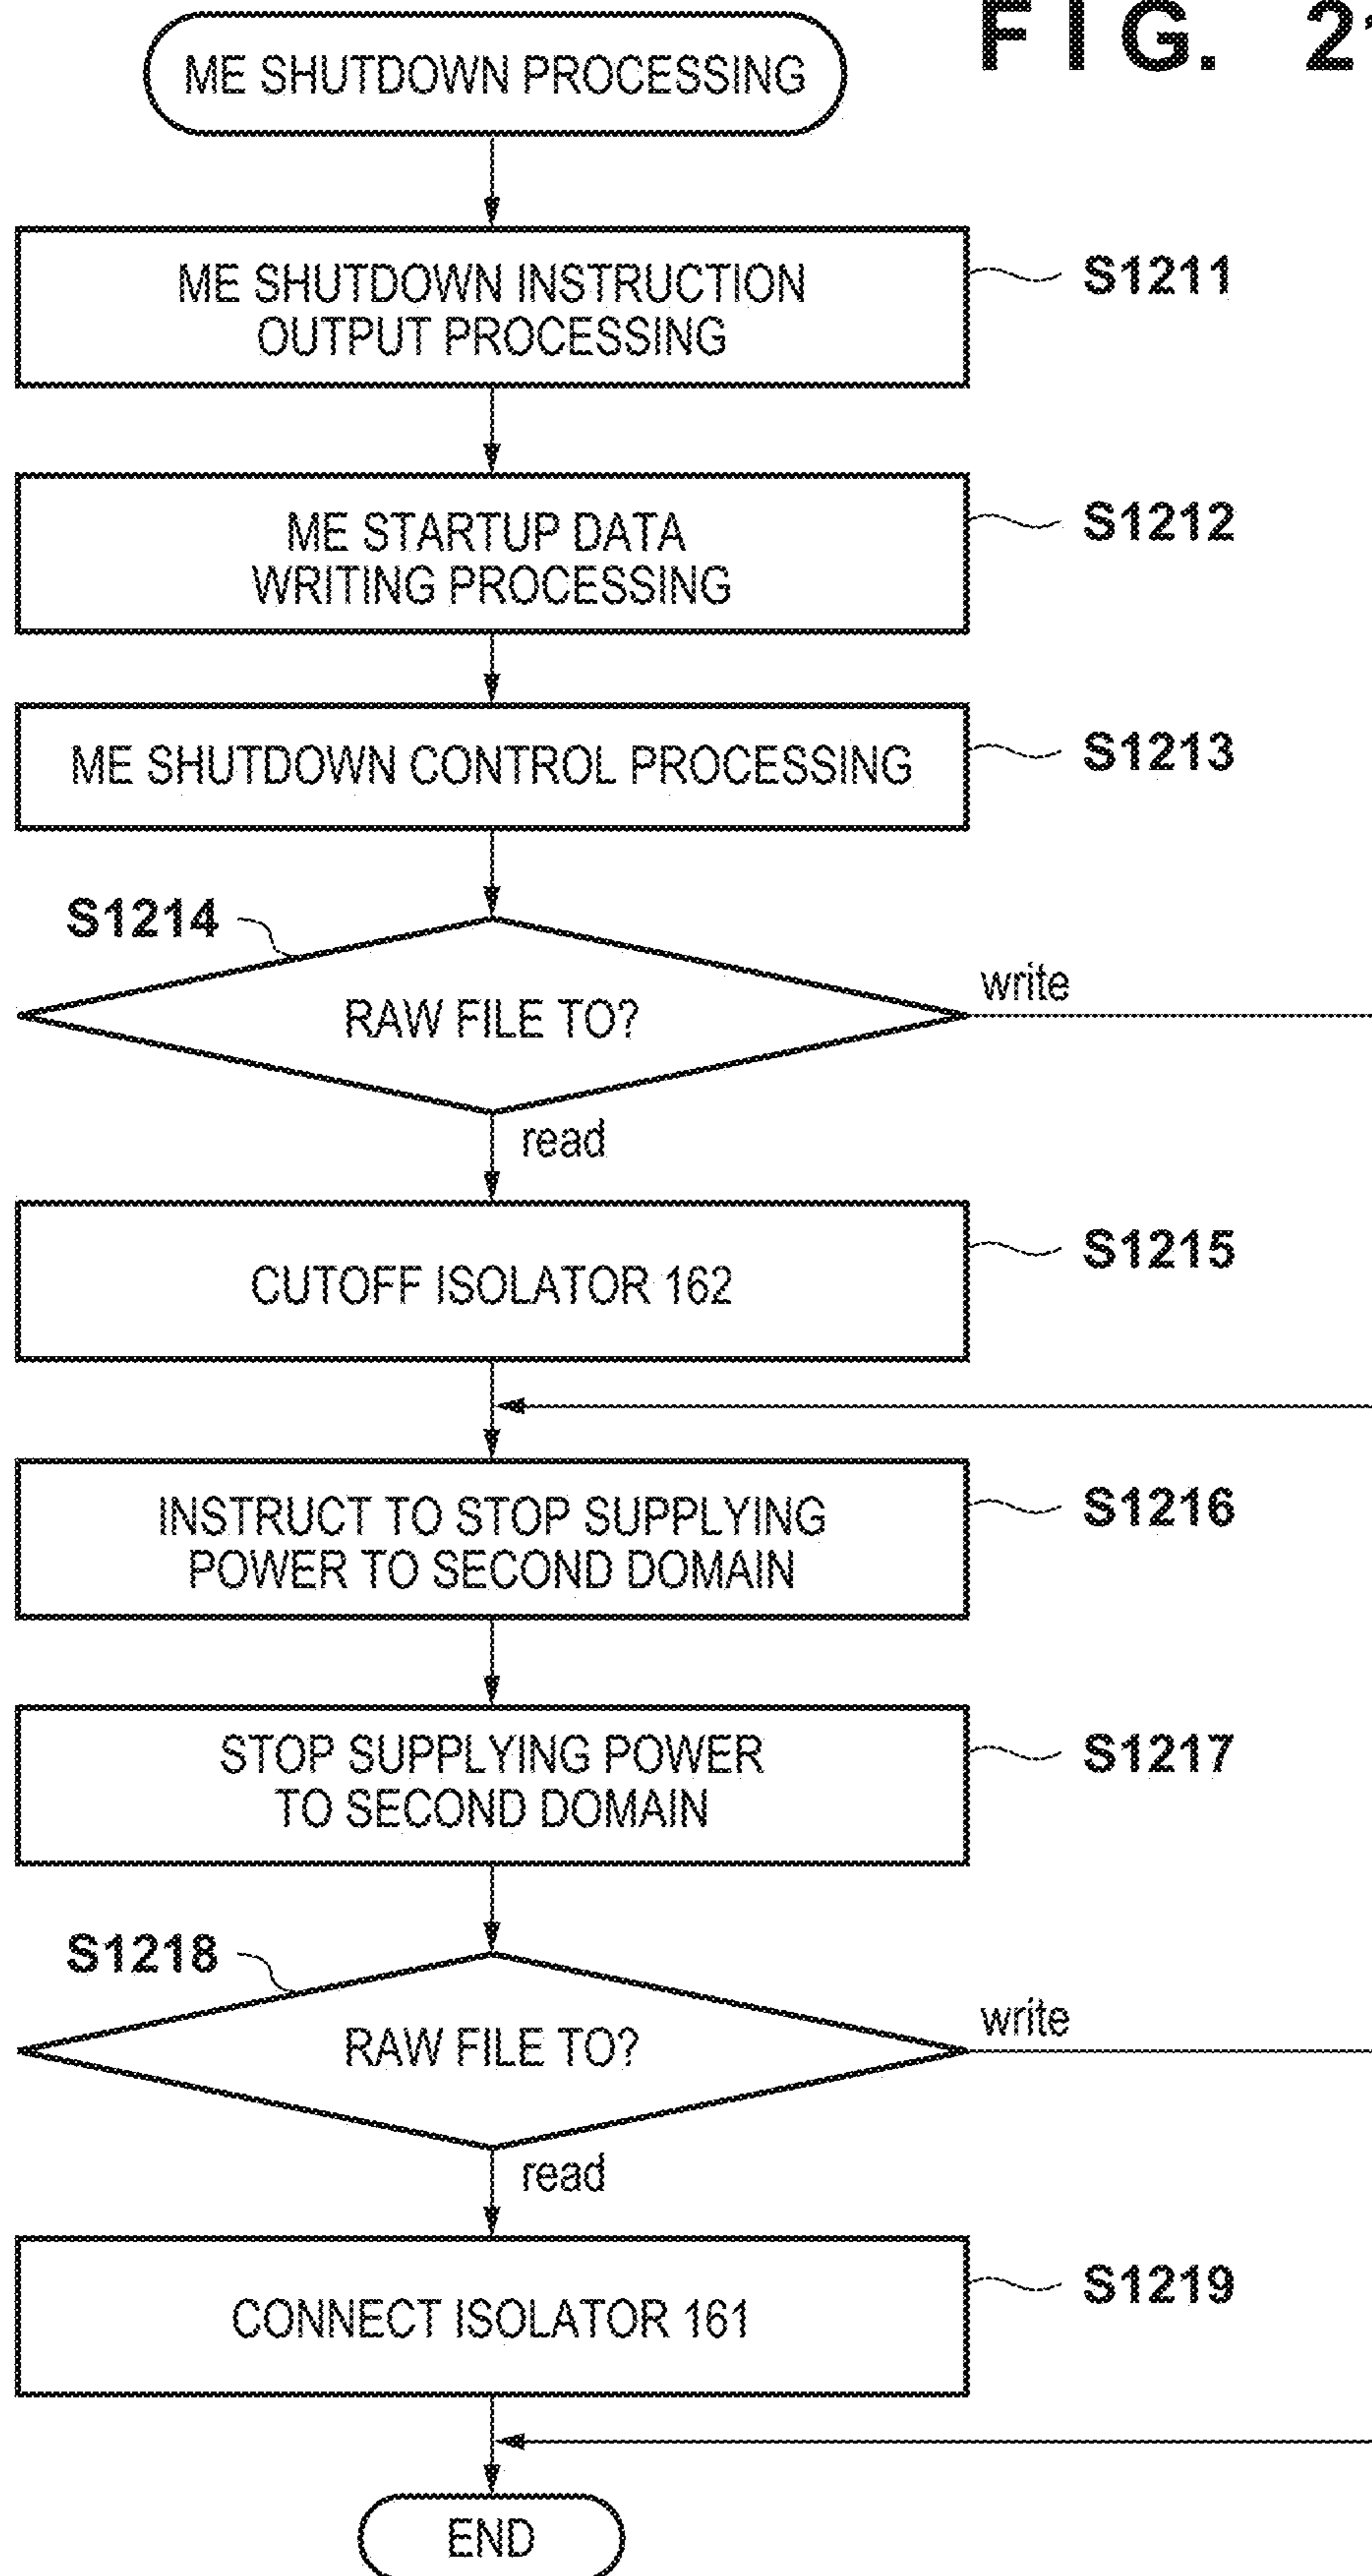 FIG. 21
ME SHUTDOWN PROCESSING
ME SHUTDOWN INSTRUCTION
OUTPUT PROCESSING
S1211
ME STARTUP DATA
WRITING PROCESSING
S1212
ME SHUTDOWN CONTROL PROCESSING
S1213
S1214
RAW FILE TO?
write
read
CUTOFF ISOLATOR 162
S1215
INSTRUCT TO STOP SUPPLYING
POWER TO SECOND DOMAIN
S1216
STOP SUPPLYING POWER
TO SECOND DOMAIN
S1217
S1218
RAW FILE TO?
write
read
CONNECT ISOLATOR 161
S1219
END